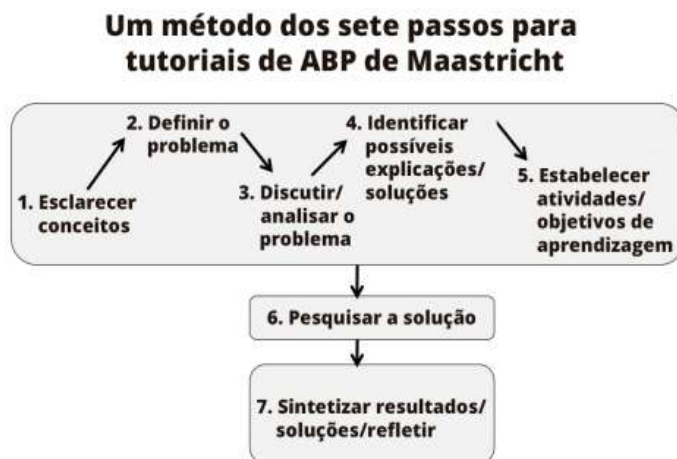 Um método dos sete passos para
tutoriais de ABP de Maastricht
1. Esclarecer
conceitos
2. Definir o
problema
3. Discutir/
analisar o
problema
4. Identificar
possíveis
explicações/
soluções
5. Estabelecer
atividades/
objetivos de
aprendizagem
6. Pesquisar a solução
7. Sintetizar resultados/
soluções/refletir